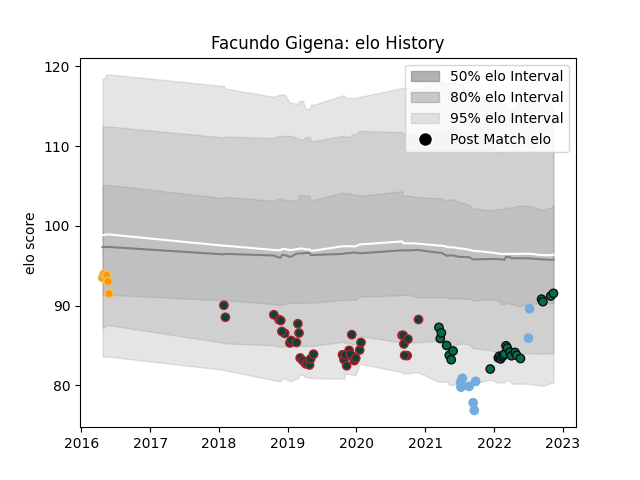 Facundo Gigena: elo History
120
110
100
90
80
elo score
50% elo Interval
80% elo Interval
95% elo Interval
Post Match elo
2016 2017 2018 2019 2020 2021 2022 2023